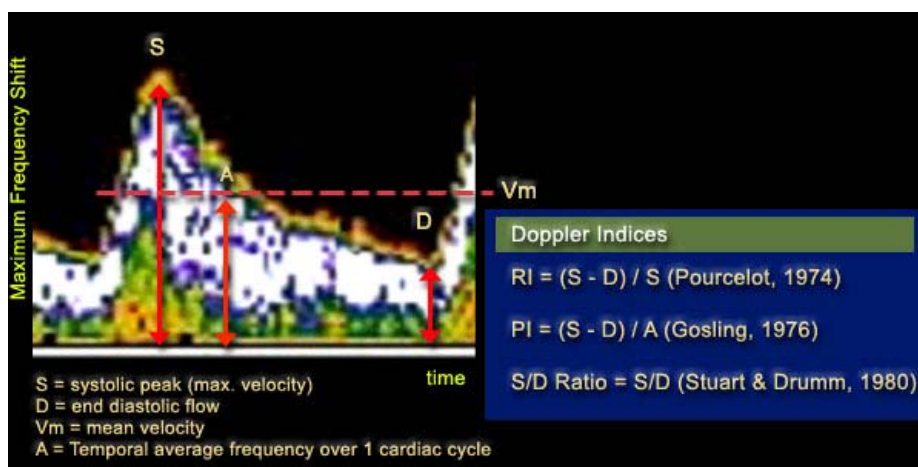 S
Maximum Frequency Shift
A
Vm
D
Doppler Indices
RI = (S - D) / S (Pourcelot, 1974)
PI = (S - D) / A (Gosling, 1976)
S/D Ratio = S/D (Stuart & Drumm, 1980)
time
S = systolic peak (max. velocity)
D = end diastolic flow
Vm = mean velocity
A = Temporal average frequency over 1 cardiac cycle